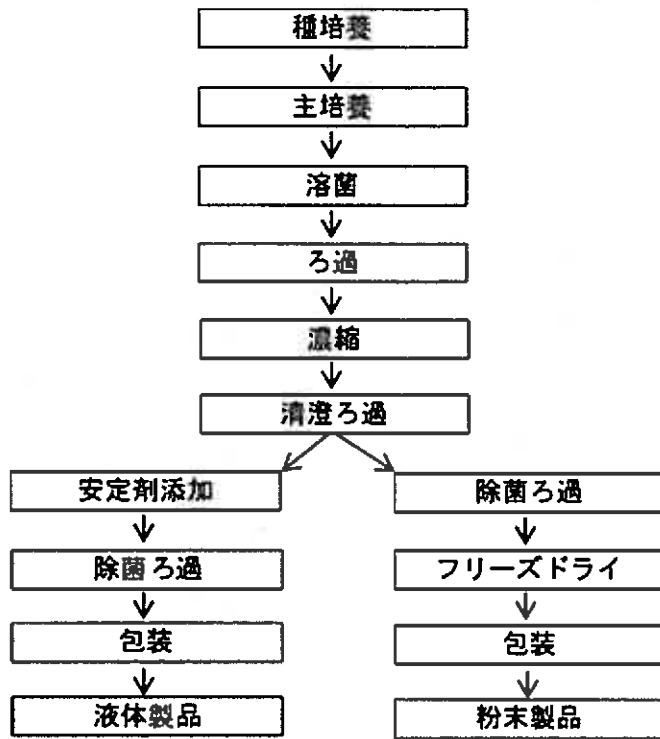 種培養
主培養
溶菌
ろ過
濃縮
清澄ろ過
安定剤添加
除菌ろ過
除菌ろ過
フリーズドライ
包装
包装
液体製品
粉末製品